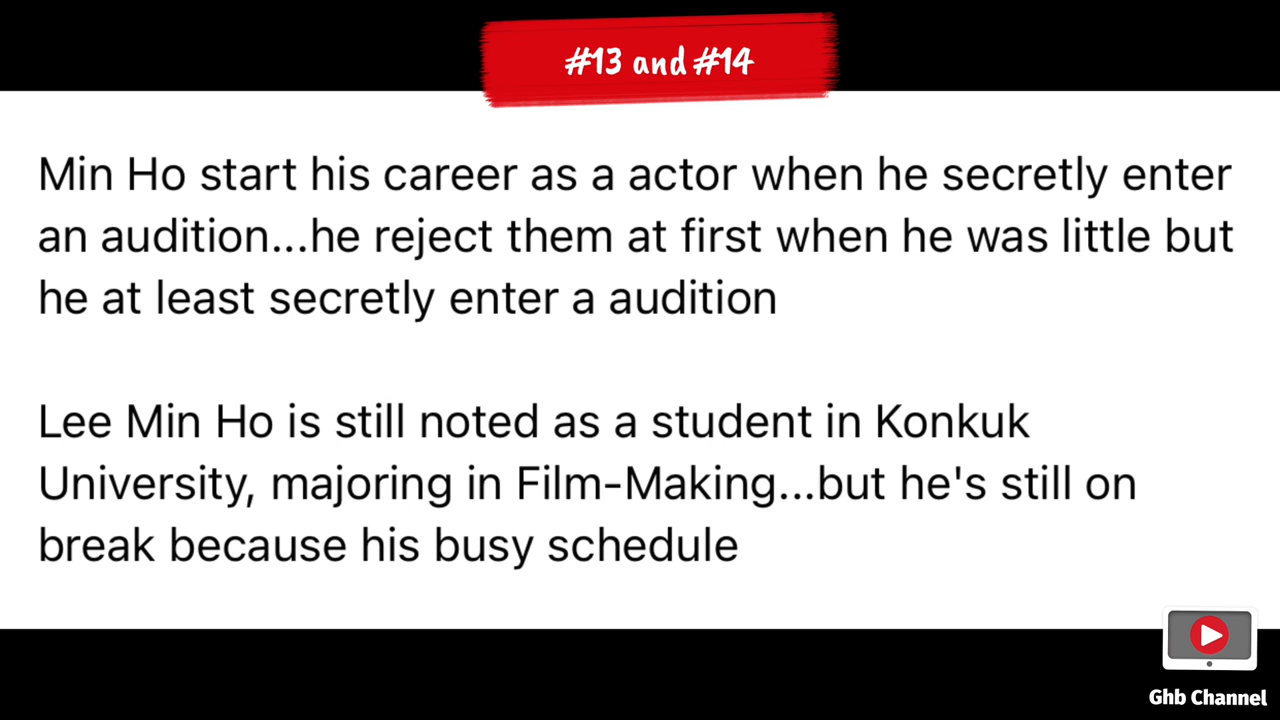 #13 and #14
Min Ho start his career as a actor when he secretly enter
an audition...he reject them at first when he was little but
he at least secretly enter a audition
Lee Min Ho is still noted as a student in Konkuk
University, majoring in Film-Making...but he's still on
break because his busy schedule
Ghb Channel